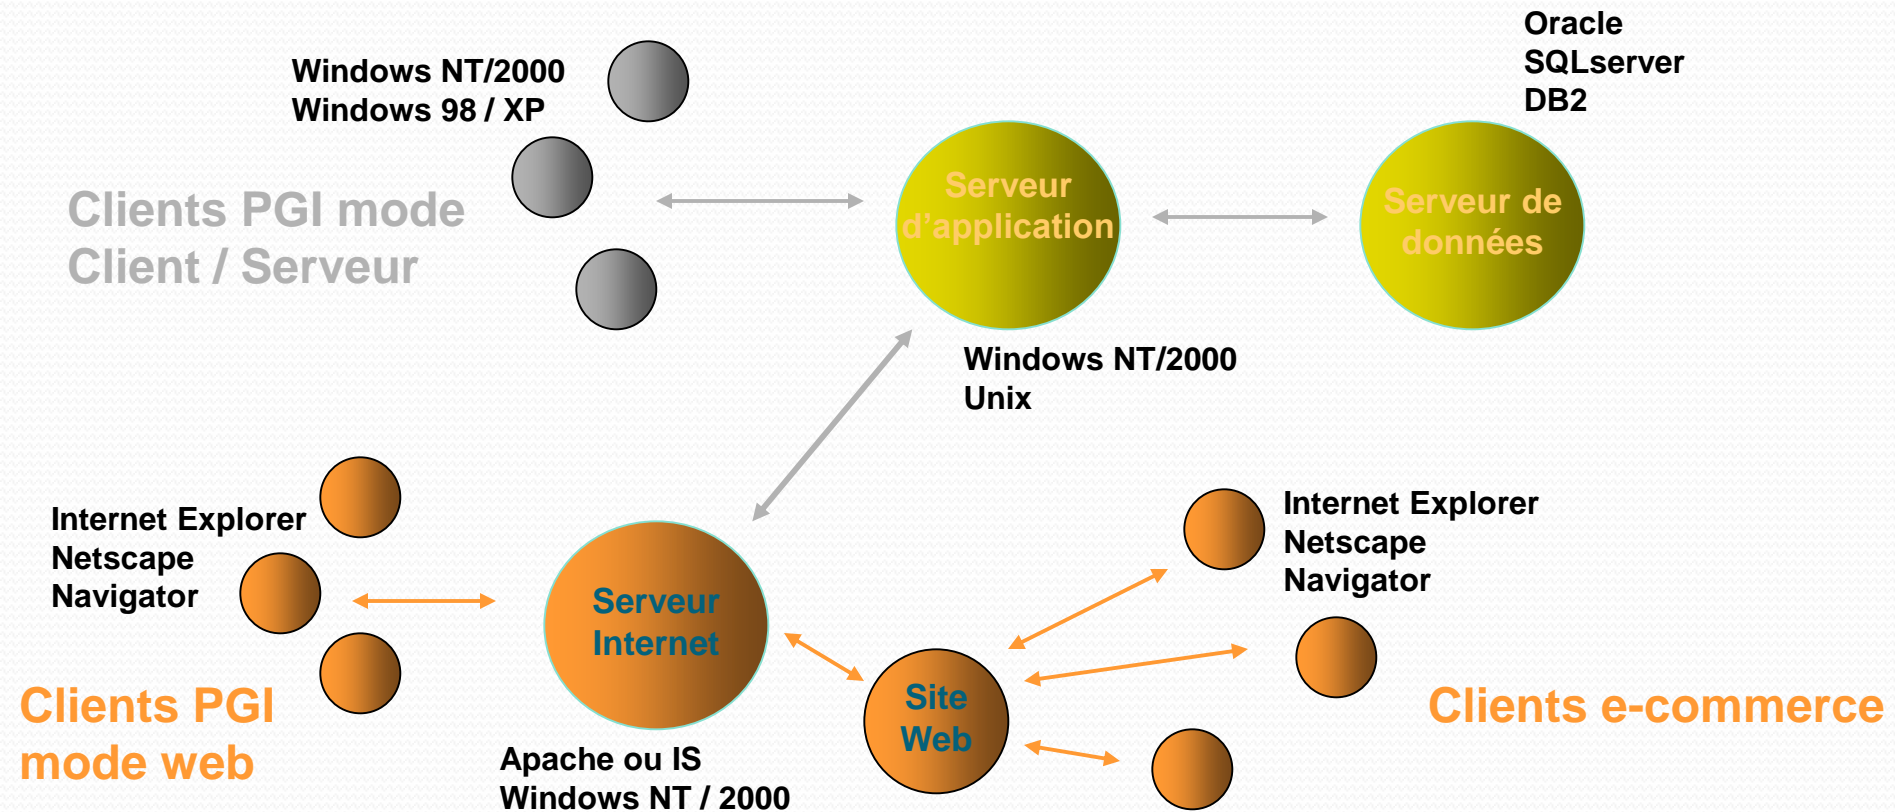 Oracle
SQLserver
DB2
Windows NT/2000
Windows 98 / XP
Clients PGI mode
Client / Serveur
Serveur
d’application
Serveur de
données
Windows NT/2000
Unix
Internet Explorer
Netscape
Navigator
Clients PGI
mode web
Serveur
Internet
Apache ou IS
Windows NT / 2000
Site
Web
Internet Explorer
Netscape
Navigator
Clients e-commerce